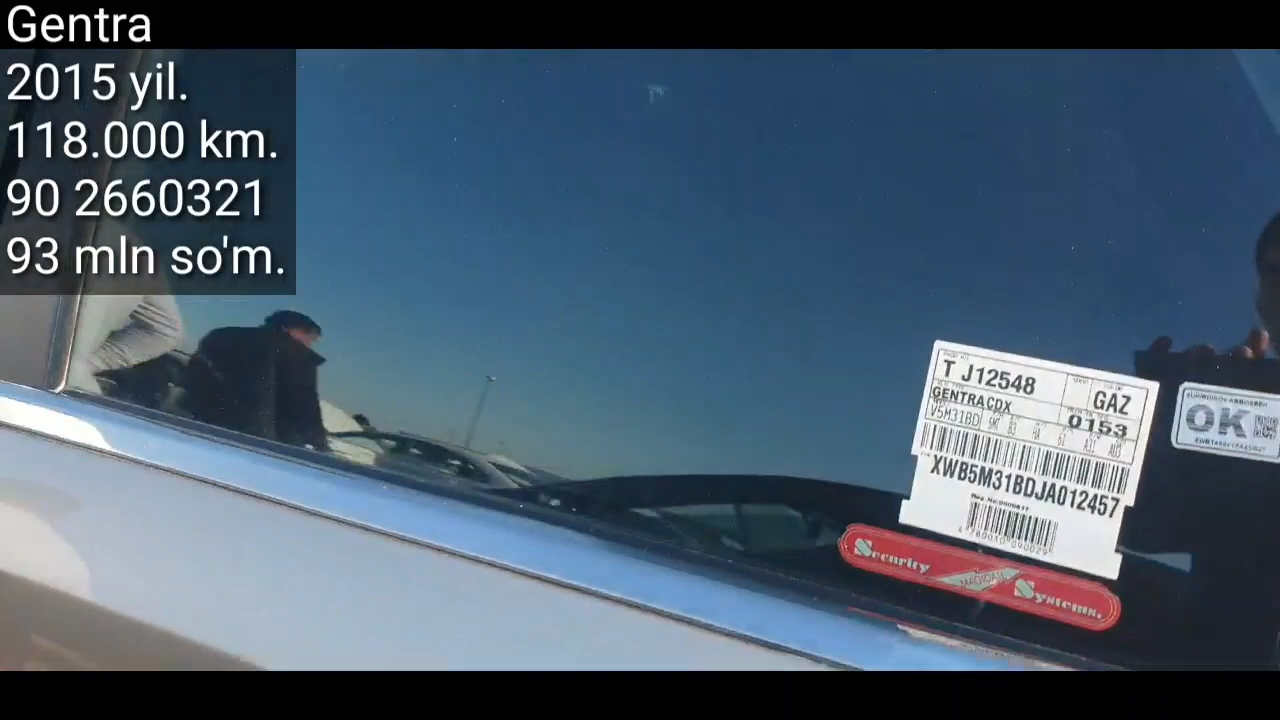 Gentra
2015 yil.
118.000 km.
90 2660321
93 mln so'm.
T J12548
GAZ
GENTRACDX
V5M31BD
0153
XWB5M31BDJA012457
OK
Security
MAGICAR
Systems.